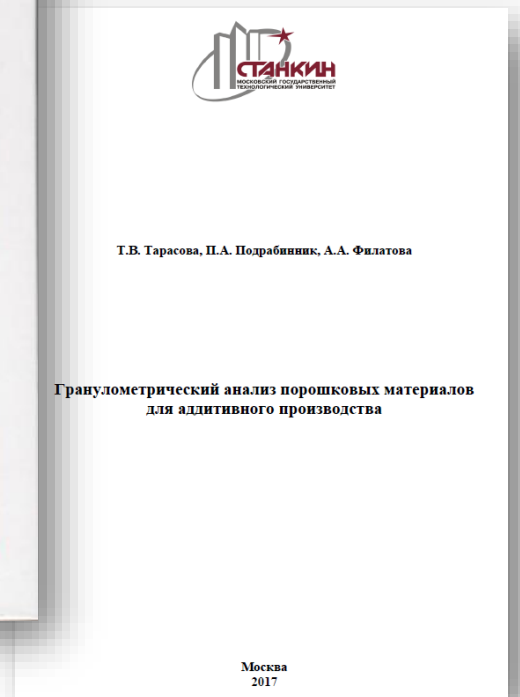 СТАНКИН
МОСКОВСКИЙ ГОСУДАРСТВЕННЫЙ
ТЕХНОЛОГИЧЕСКИЙ УНИВЕРСИТЕТ
Т.В. Тарасова, П.А. Подрабинник, А.А. Филатова
Гранулометрический анализ порошковых материалов
для аддитивного производства
Москва
2017